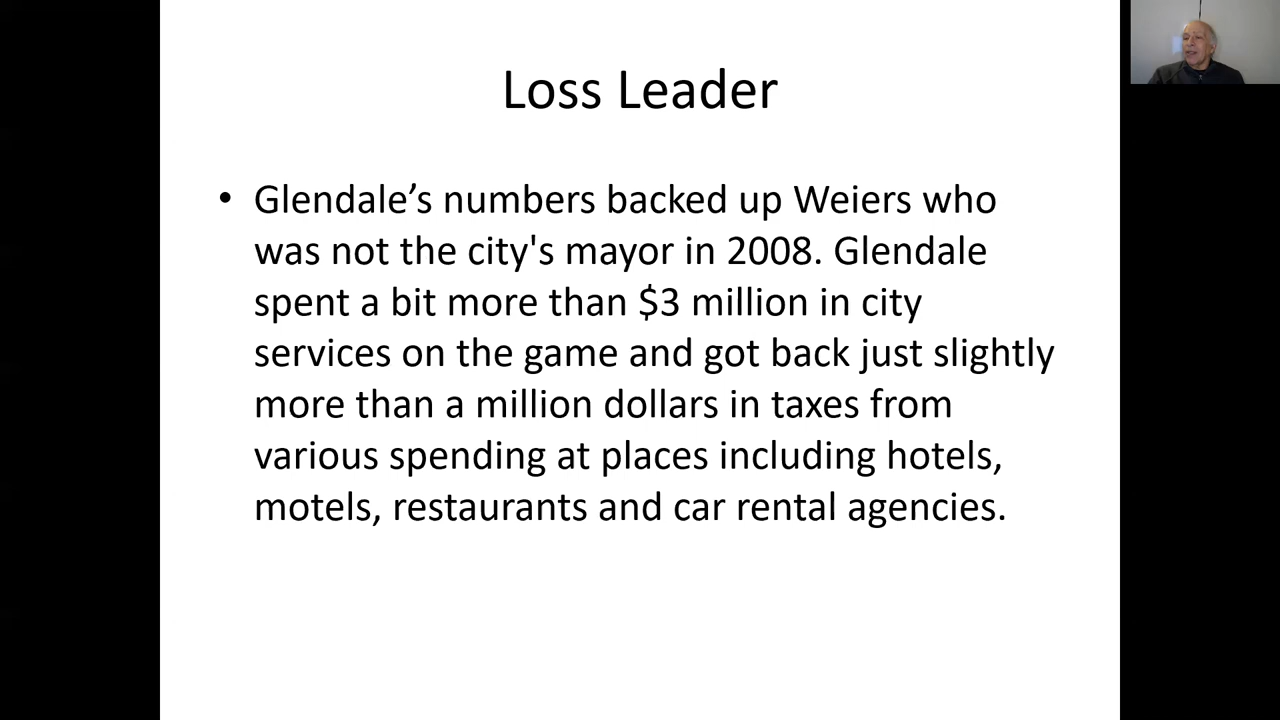 Loss Leader
• Glendale’s numbers backed up Weiers who
was not the city's mayor in 2008. Glendale
spent a bit more than $3 million in city
services on the game and got back just slightly
more than a million dollars in taxes from
various spending at places including hotels,
motels, restaurants and car rental agencies.